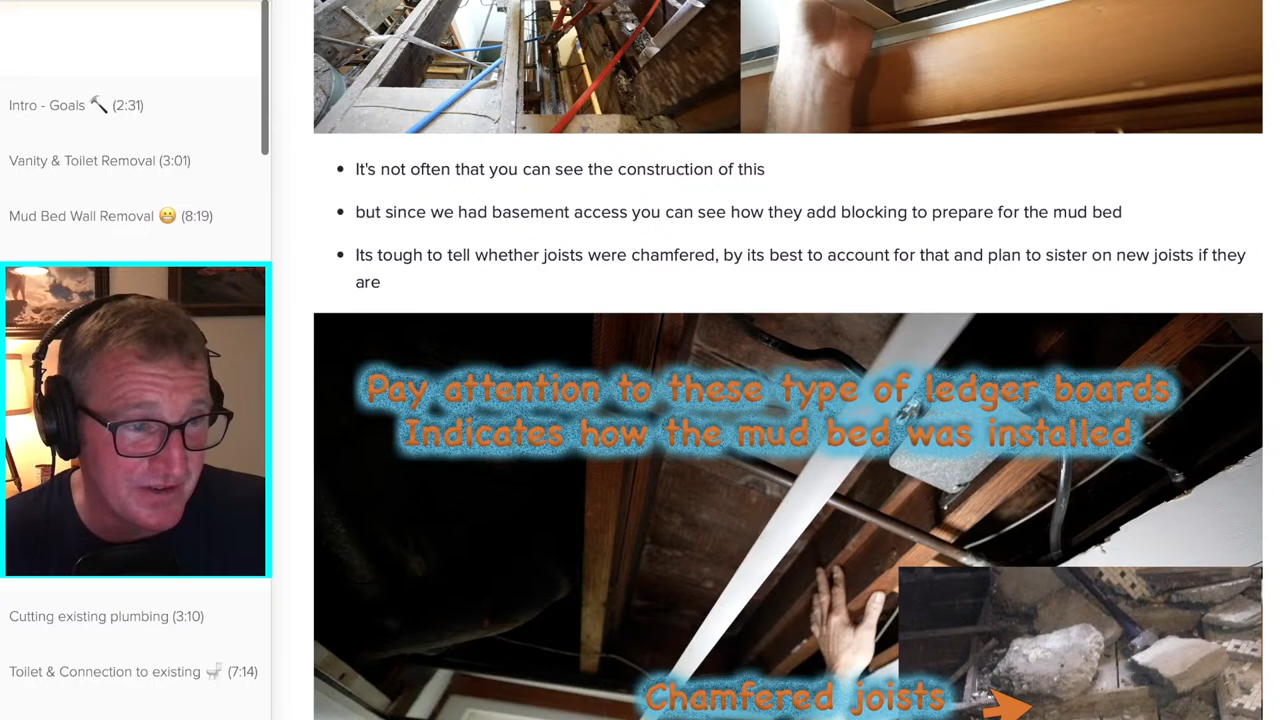 Intro - Goals 🔨 (2:31)
Vanity & Toilet Removal (3:01)
Mud Bed Wall Removal 😬 (8:19)
Cutting existing plumbing (3:10)
Toilet & Connection to existing 🚽 (7:14)
• It's not often that you can see the construction of this
• but since we had basement access you can see how they add blocking to prepare for the mud bed
• Its tough to tell whether joists were chamfered, by its best to account for that and plan to sister on new joists if they
are
Pay attention to these type of ledger boards
Indicates how the mud bed was installed
Chamfered joists